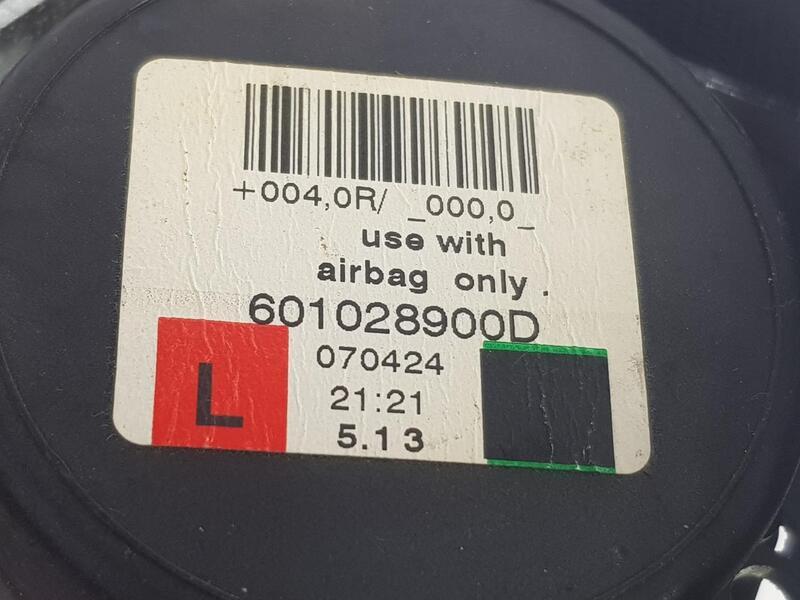 +004,0R/ _000,0_
use with
airbag only .
601028900D
070424
21:21
5.13
L